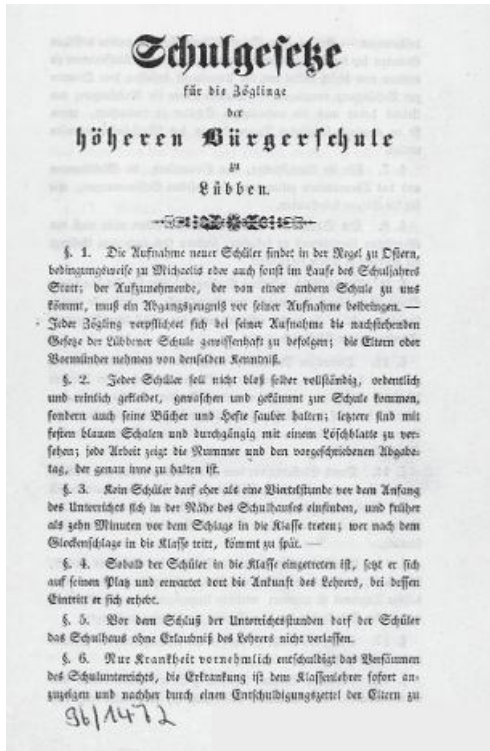 Schulgesetze
für die Zöglinge
der
höheren Bürgerschule
zu
Lübben.
§. 1. Die Aufnahme neuer Schüler findet in der Regel zu Ostern,
bedingungsweise zu Michaelis oder auch sonst im Laufe des Schuljahres
Statt; der Aufzunehmende, der von einer andern Schule zu uns
kömmt, muß ein Abgangszeugniß vor seiner Aufnahme beibringen. —
Jeder Zögling verpflichtet sich bei seiner Aufnahme die nachstehenden
Gesetze der Lübbener Schule gewissenhaft zu befolgen; die Eltern oder
Vormünder nehmen von denselben Kenntniß.
§. 2. Jeder Schüler soll nicht bloß selber vollständig, ordentlich
und reinlich gekleidet, gewaschen und gekämmt zur Schule kommen,
sondern auch seine Bücher und Hefte sauber halten; letztere sind mit
festen blauen Schalen und durchgängig mit einem Löschblatte zu ver-
sehen; jede Arbeit zeigt die Nummer und den vorgeschriebenen Abgabe-
tag, der genau inne zu halten ist.
§. 3. Kein Schüler darf eher als eine Viertelstunde vor dem Anfang
des Unterrichts sich in der Nähe des Schulhauses einfinden, und früher
als zehn Minuten vor dem Schlage in die Klasse treten; wer nach dem
Glockenschlage in die Klasse tritt, kömmt zu spät. —
§. 4. Sobald der Schüler in die Klasse eingetreten ist, setzt er sich
auf seinen Platz und erwartet dort die Ankunft des Lehrers, bei dessen
Eintritt er sich erhebt.
§. 5. Vor dem Schluß der Unterrichtsstunden darf der Schüler
das Schulhaus ohne Erlaubniß des Lehrers nicht verlassen.
§. 6. Nur Krankheit vornehmlich entschuldigt das Versäumen
des Schulunterrichts, die Erkrankung ist dem Klassenlehrer sofort an-
zuzeigen und nachher durch einen Entschuldigungszettel der Eltern zu
96/1472